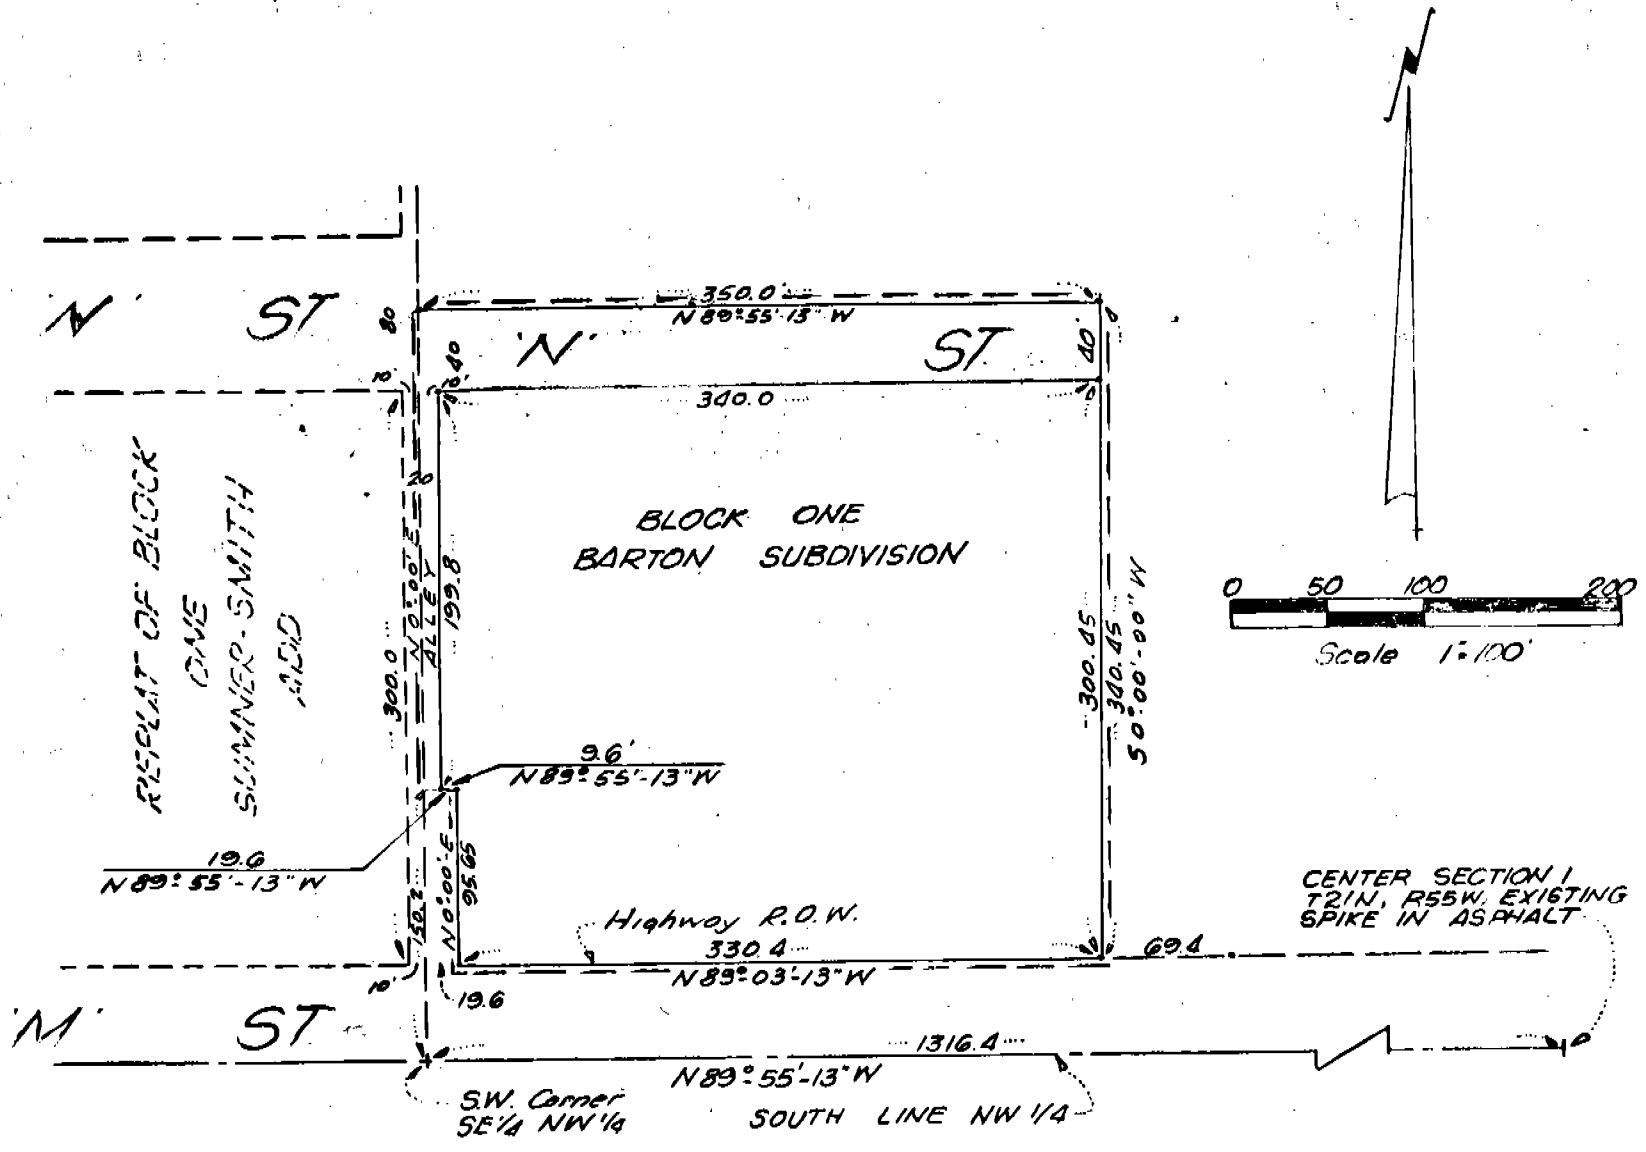 N
'N' ST
80
350.0'
N 89°-55'-13" W
40
'N' ST
40'
10'
10'
340.0
20
REPLAT OF BLOCK
ONE
SUMNER-SMITH
ADD
300.0
N 0°-00' E
ALLEY
199.8
BLOCK ONE
BARTON SUBDIVISION
300.45
340.45
S 0°-00'-00" W
0 50 100 200
Scale 1"=100'
9.6'
N 89°-55'-13" W
19.6
N 89°-55'-13" W
150.2
N 0°-00'-E
95.65
Highway R.O.W.
330.4
N 89°-03'-13" W
69.4
CENTER SECTION 1
T21N, R55W, EXISTING
SPIKE IN ASPHALT
10'
19.6
'M' ST
1316.4
N 89°-55'-13" W
S.W. Corner
SE 1/4 NW 1/4
SOUTH LINE NW 1/4